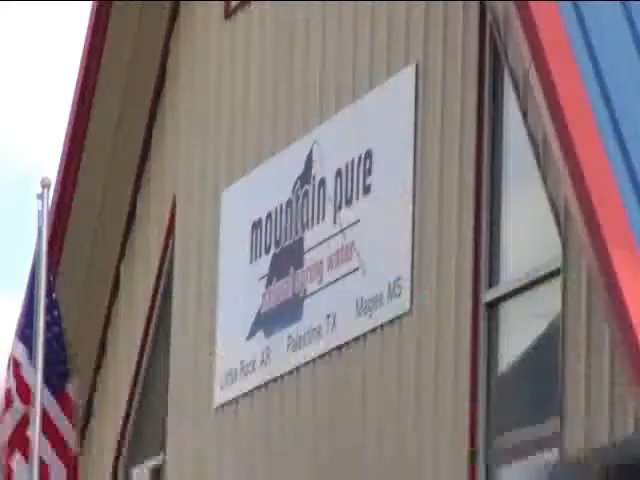 mountain pure
natural spring water
Little Rock, AR Palestine, TX Magee, MS